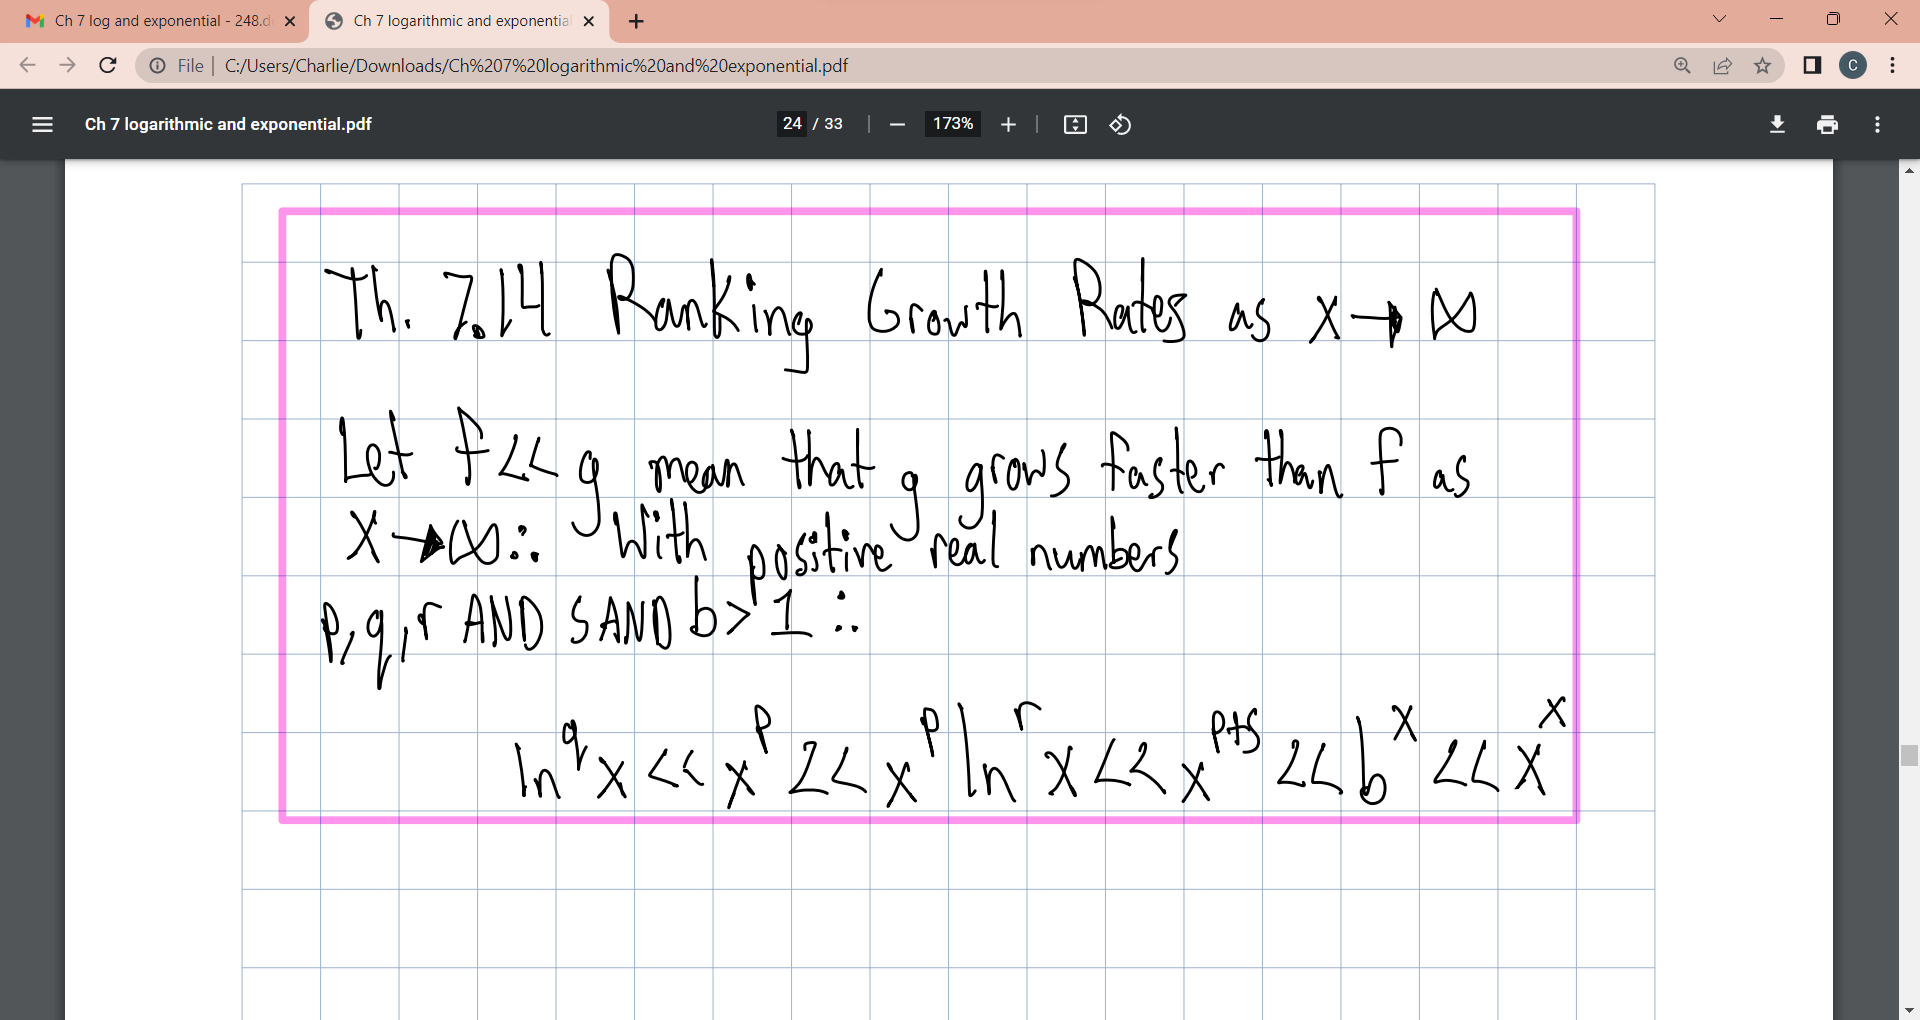 Ch 7 log and exponential - 248.d
Ch 7 logarithmic and exponentia
File | C:/Users/Charlie/Downloads/Ch%207%20logarithmic%20and%20exponential.pdf
C
Ch 7 logarithmic and exponential.pdf
24 / 33 | − 173% + |
Th. 7.14 Ranking Growth Rates as x→∞
Let f<<g mean that g grows faster than f as
x→∞∴ With positive real numbers
p,q,r AND S AND b>1 ∴
ln^q x << x^p << x^p ln^r x << x^p+s << b^x << x^x